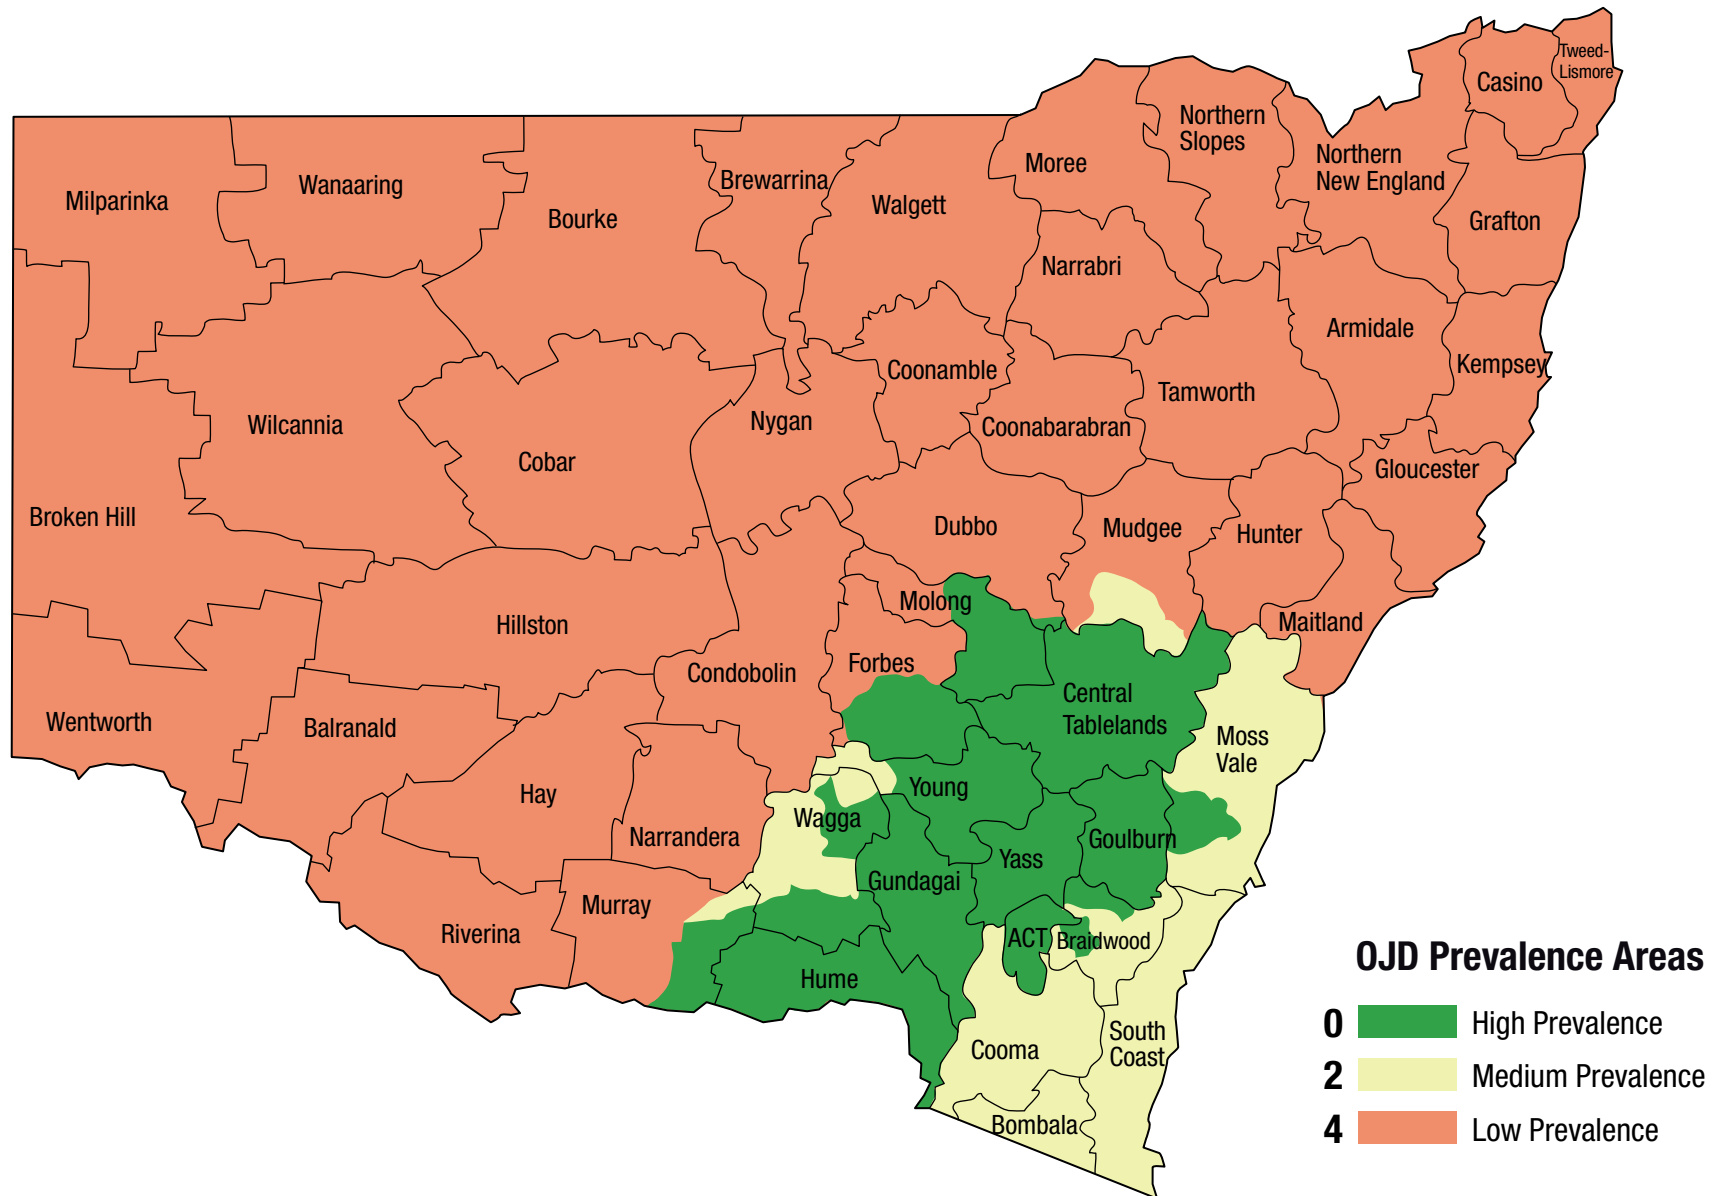 Tweed-
Lismore
Casino
Northern
Slopes
Moree
Northern
New England
Brewarrina
Wanaaring
Milparinka
Walgett
Bourke
Grafton
Narrabri
Armidale
Kempsey
Coonamble
Tamworth
Nygan
Wilcannia
Coonabarabran
Cobar
Gloucester
Broken Hill
Dubbo
Mudgee
Hunter
Molong
Maitland
Hillston
Forbes
Condobolin
Central
Tablelands
Wentworth
Balranald
Moss
Vale
Hay
Young
Wagga
Narrandera
Goulburn
Yass
Gundagai
Murray
Riverina
ACT
Braidwood
Hume
South
Coast
Cooma
Bombala
OJD Prevalence Areas
0 High Prevalence
2 Medium Prevalence
4 Low Prevalence